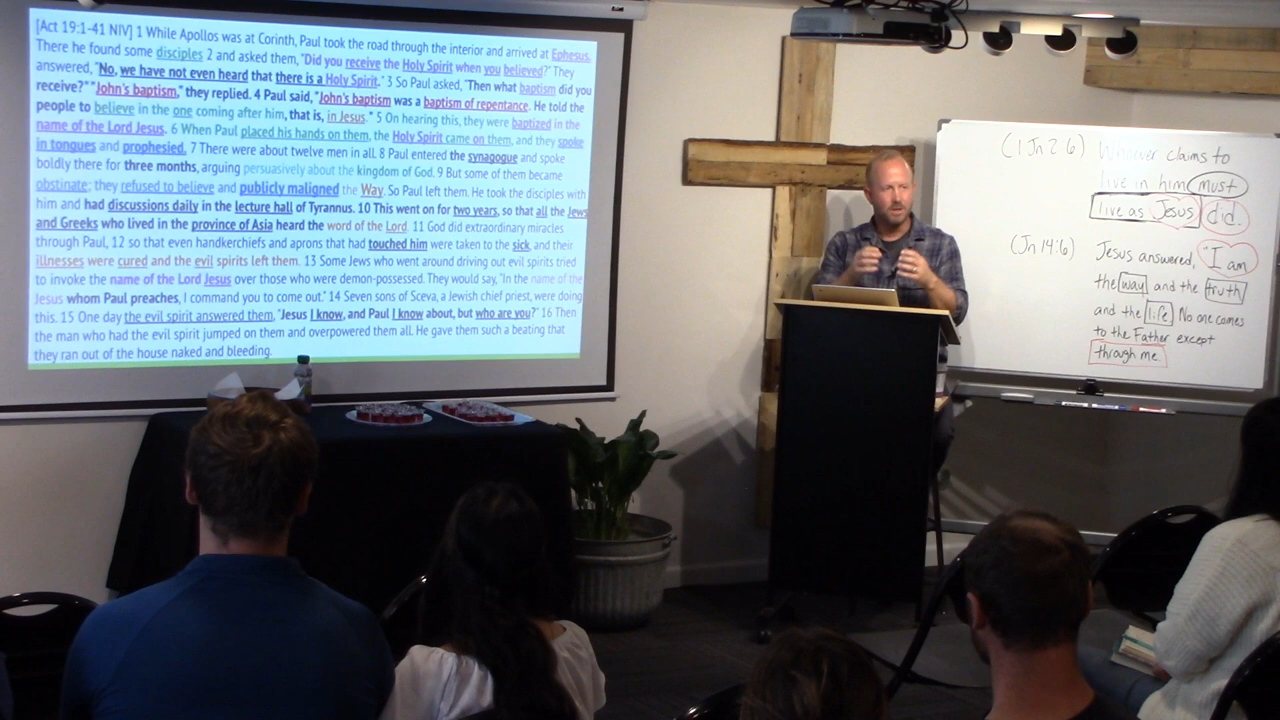 [Act 19:1-41 NIV] 1 While Apollos was at Corinth, Paul took the road through the interior and arrived at Ephesus.
There he found some disciples 2 and asked them, "Did you receive the Holy Spirit when you believed?" They
answered, "No, we have not even heard that there is a Holy Spirit." 3 So Paul asked, "Then what baptism did you
receive?" "John's baptism," they replied. 4 Paul said, "John's baptism was a baptism of repentance. He told the
people to believe in the one coming after him, that is, in Jesus." 5 On hearing this, they were baptized in the
name of the Lord Jesus. 6 When Paul placed his hands on them, the Holy Spirit came on them, and they spoke
in tongues and prophesied. 7 There were about twelve men in all. 8 Paul entered the synagogue and spoke
boldly there for three months, arguing persuasively about the kingdom of God. 9 But some of them became
obstinate; they refused to believe and publicly maligned the Way. So Paul left them. He took the disciples with
him and had discussions daily in the lecture hall of Tyrannus. 10 This went on for two years, so that all the Jews
and Greeks who lived in the province of Asia heard the word of the Lord. 11 God did extraordinary miracles
through Paul, 12 so that even handkerchiefs and aprons that had touched him were taken to the sick, and their
illnesses were cured and the evil spirits left them. 13 Some Jews who went around driving out evil spirits tried
to invoke the name of the Lord Jesus over those who were demon-possessed. They would say, "In the name of the
Jesus whom Paul preaches, I command you to come out." 14 Seven sons of Sceva, a Jewish chief priest, were doing
this. 15 One day the evil spirit answered them, "Jesus I know, and Paul I know about, but who are you?" 16 Then
the man who had the evil spirit jumped on them and overpowered them all. He gave them such a beating that
they ran out of the house naked and bleeding.
(1 Jn 2:6) Whoever claims to
live in him must
live as Jesus did.
(Jn 14:6) Jesus answered, "I am
the way and the truth
and the life. No one comes
to the Father except
through me.